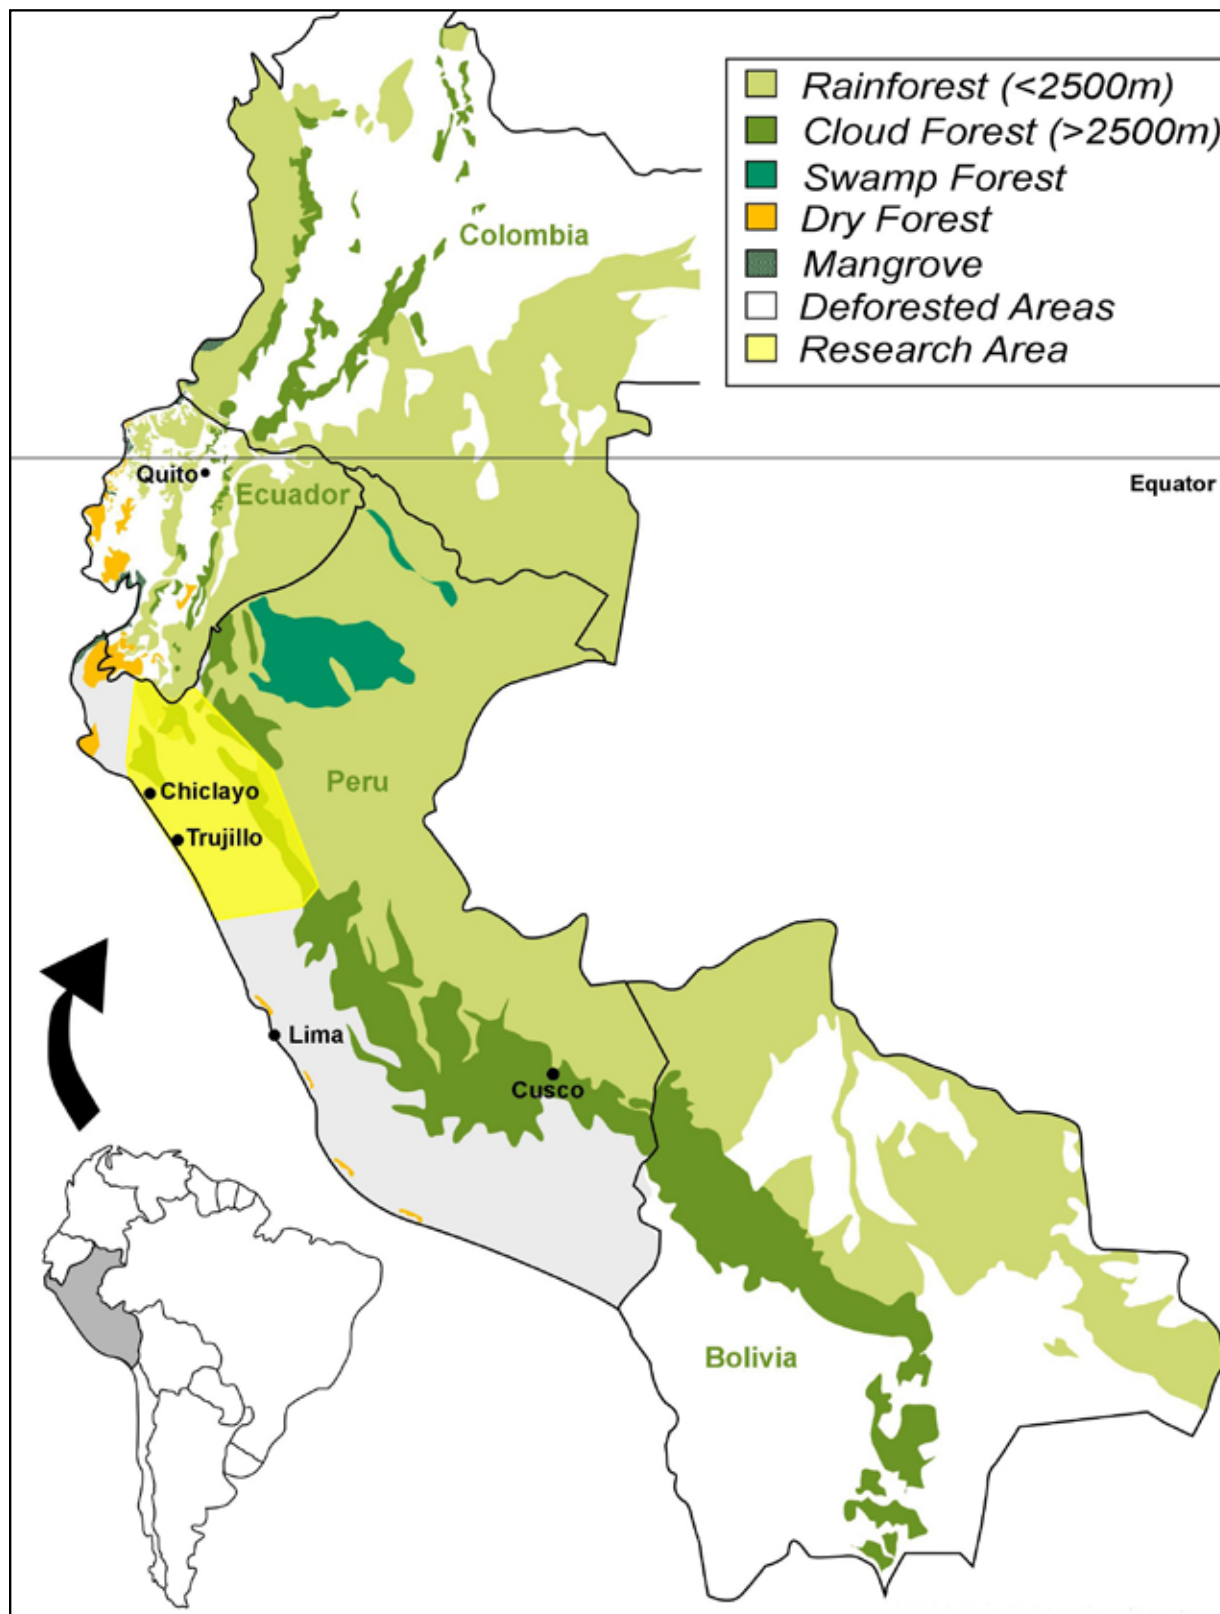 Rainforest (<2500m)
Cloud Forest (>2500m)
Swamp Forest
Dry Forest
Mangrove
Deforested Areas
Research Area
Colombia
Quito
Ecuador
Equator
Peru
Chiclayo
Trujillo
Lima
Cusco
Bolivia